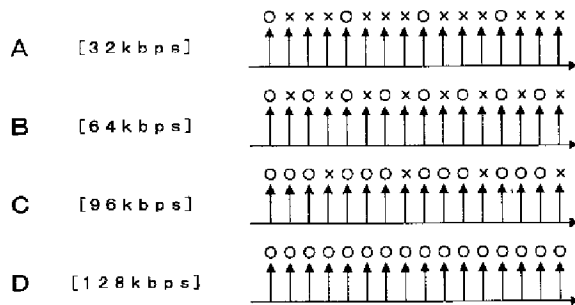 A [32kbps] O × × × O × × × O × × × O × × ×
B [64kbps] O × O × O × O × O × O × O × O ×
C [96kbps] O O O × O O O × O O O × O O O ×
D [128kbps] O O O O O O O O O O O O O O O O